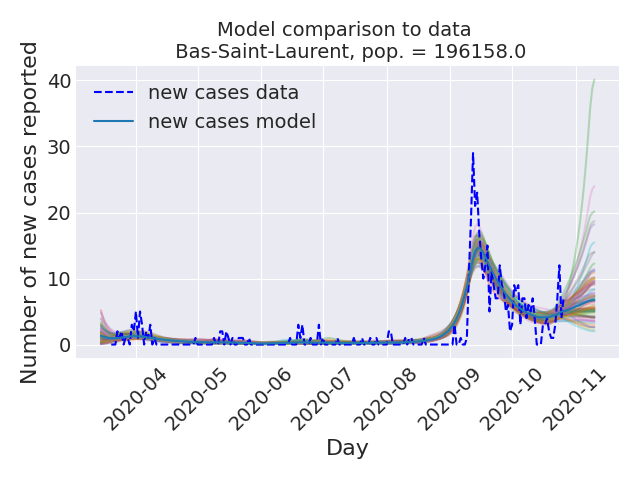 Model comparison to data
Bas-Saint-Laurent, pop. = 196158.0
Number of new cases reported
40
30
20
10
0
new cases data
new cases model
2020-04
2020-05
2020-06
2020-07
2020-08
2020-09
2020-10
2020-11
Day